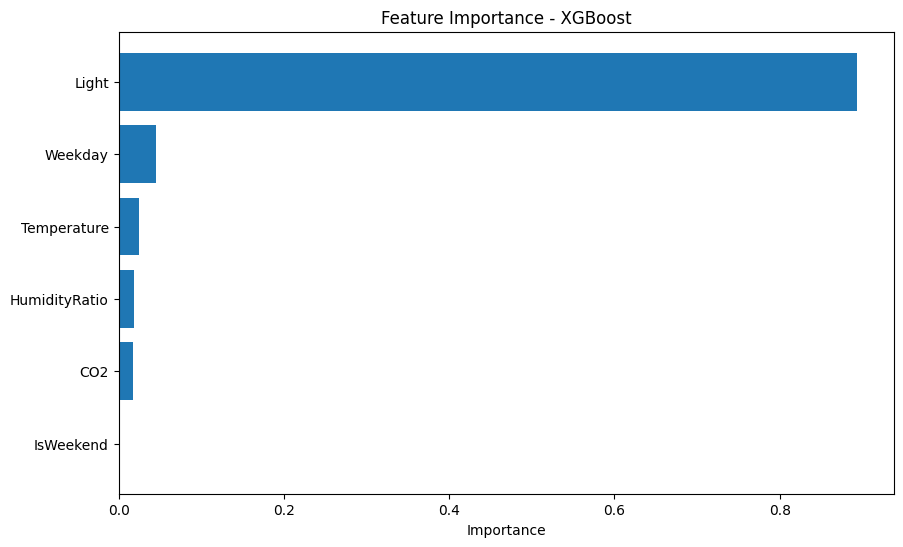 Feature Importance - XGBoost
Light
Weekday
Temperature
HumidityRatio
CO2
IsWeekend
0.0 0.2 0.4 0.6 0.8
Importance